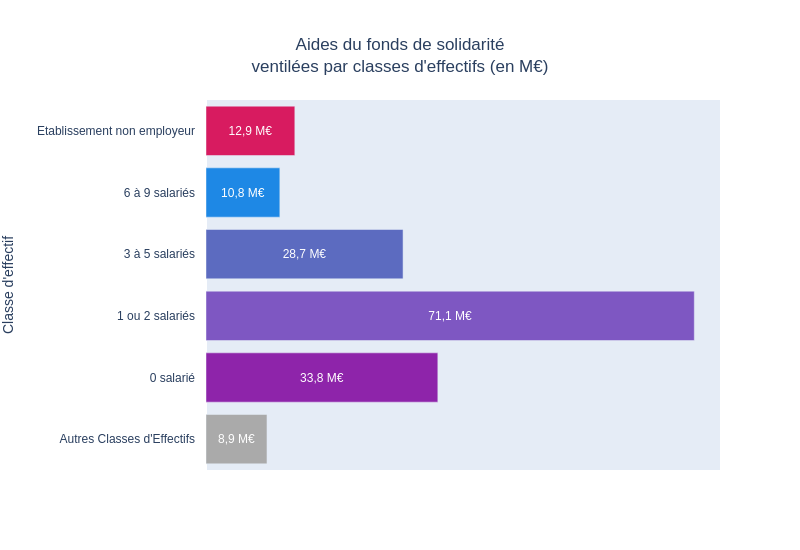 Aides du fonds de solidarité
ventilées par classes d'effectifs (en M€)
Classe d'effectif
Etablissement non employeur
12,9 M€
6 à 9 salariés
10,8 M€
3 à 5 salariés
28,7 M€
1 ou 2 salariés
71,1 M€
0 salarié
33,8 M€
Autres Classes d'Effectifs
8,9 M€